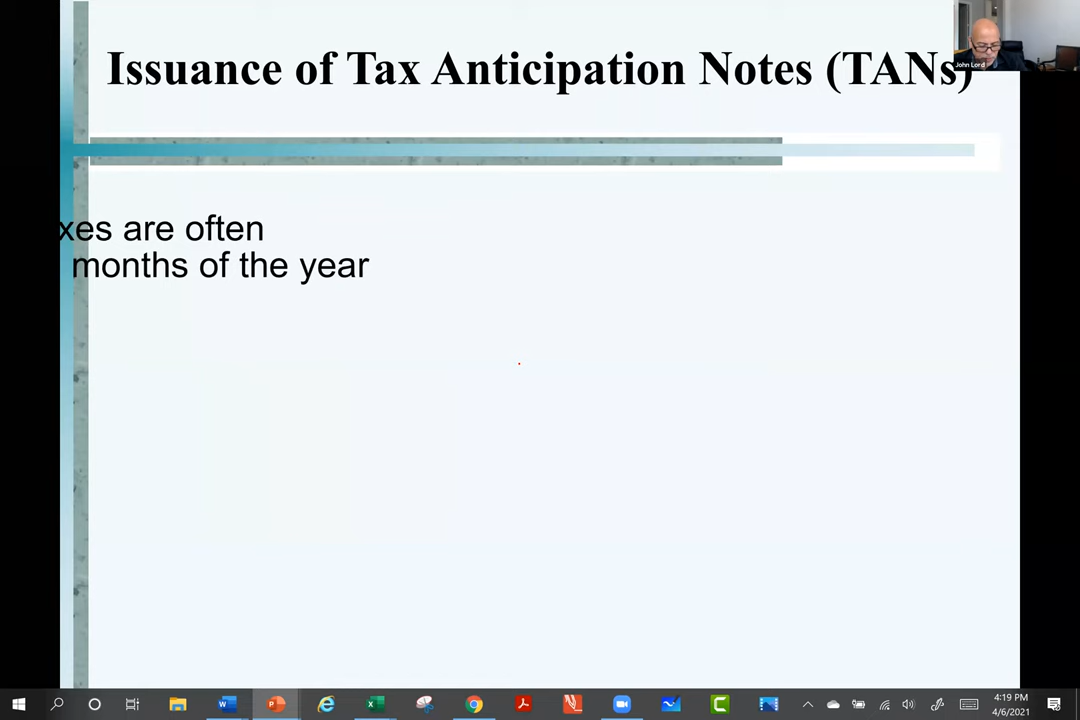 Issuance of Tax Anticipation Notes (TANs)
John Lord
xes are often
months of the year
4:19 PM
4/6/2021